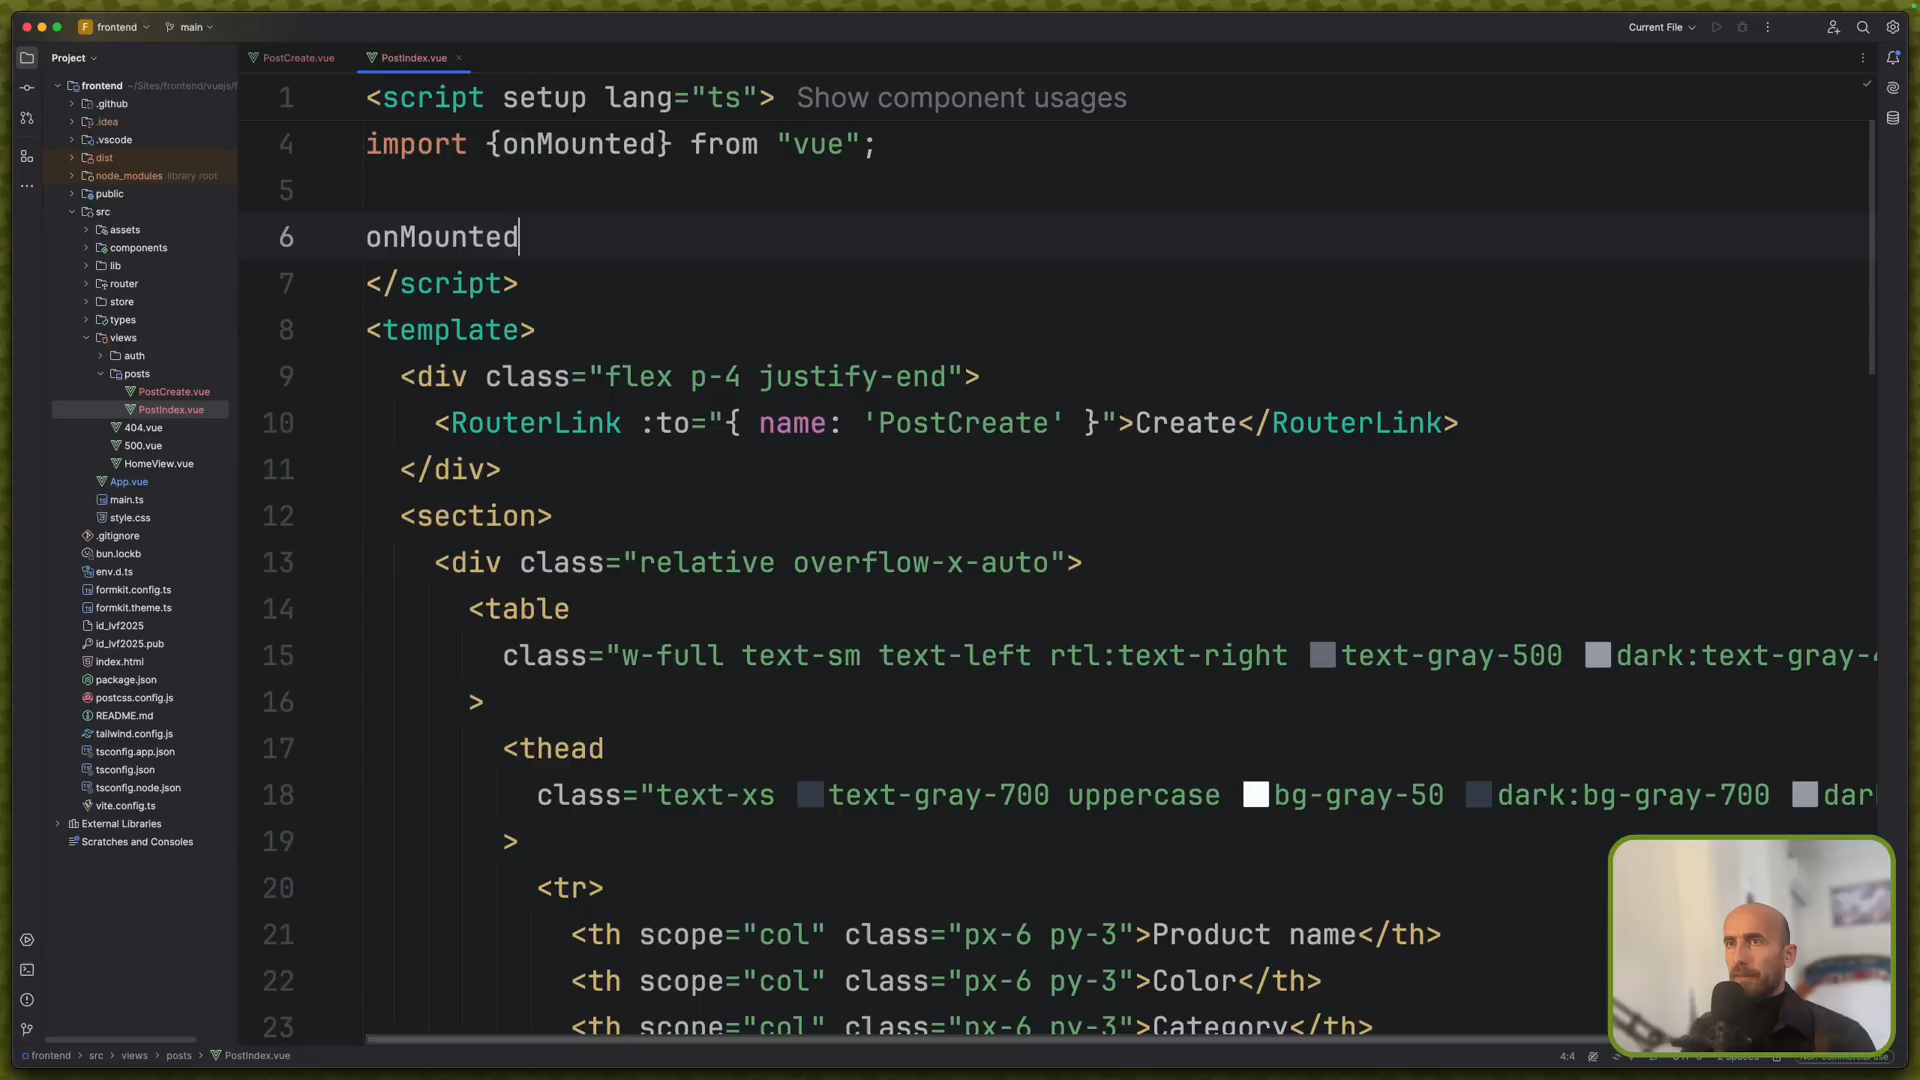 F frontend main
Current File
Project
PostCreate.vue
PostIndex.vue
frontend ~/Sites/frontend/vuejs/f
.github
.idea
.vscode
dist
node_modules library root
public
src
assets
components
lib
router
store
types
views
auth
posts
PostCreate.vue
PostIndex.vue
404.vue
500.vue
HomeView.vue
App.vue
main.ts
style.css
.gitignore
bun.lockb
env.d.ts
formkit.config.ts
formkit.theme.ts
id_lvf2025
id_lvf2025.pub
index.html
package.json
postcss.config.js
README.md
tailwind.config.js
tsconfig.app.json
tsconfig.json
tsconfig.node.json
vite.config.ts
External Libraries
Scratches and Consoles
1 <script setup lang="ts"> Show component usages
4 import {onMounted} from "vue";
5
6 onMounted
7 </script>
8 <template>
9 <div class="flex p-4 justify-end">
10 <RouterLink :to="{ name: 'PostCreate' }">Create</RouterLink>
11 </div>
12 <section>
13 <div class="relative overflow-x-auto">
14 <table
15 class="w-full text-sm text-left rtl:text-right text-gray-500 dark:text-gray-4
16 >
17 <thead
18 class="text-xs text-gray-700 uppercase bg-gray-50 dark:bg-gray-700 dar
19 >
20 <tr>
21 <th scope="col" class="px-6 py-3">Product name</th>
22 <th scope="col" class="px-6 py-3">Color</th>
23 <th scope="col" class="px-6 py-3">Category</th>
frontend > src > views > posts > PostIndex.vue
4:4